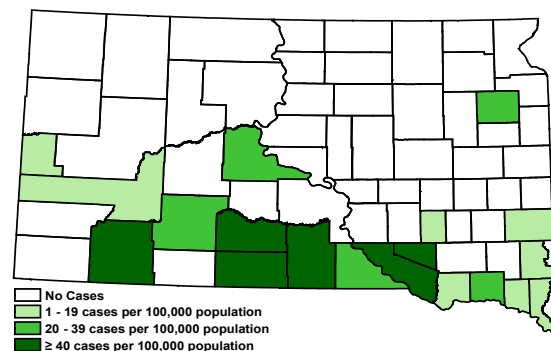 No Cases
1 - 19 cases per 100,000 population
20 - 39 cases per 100,000 population
≥ 40 cases per 100,000 population